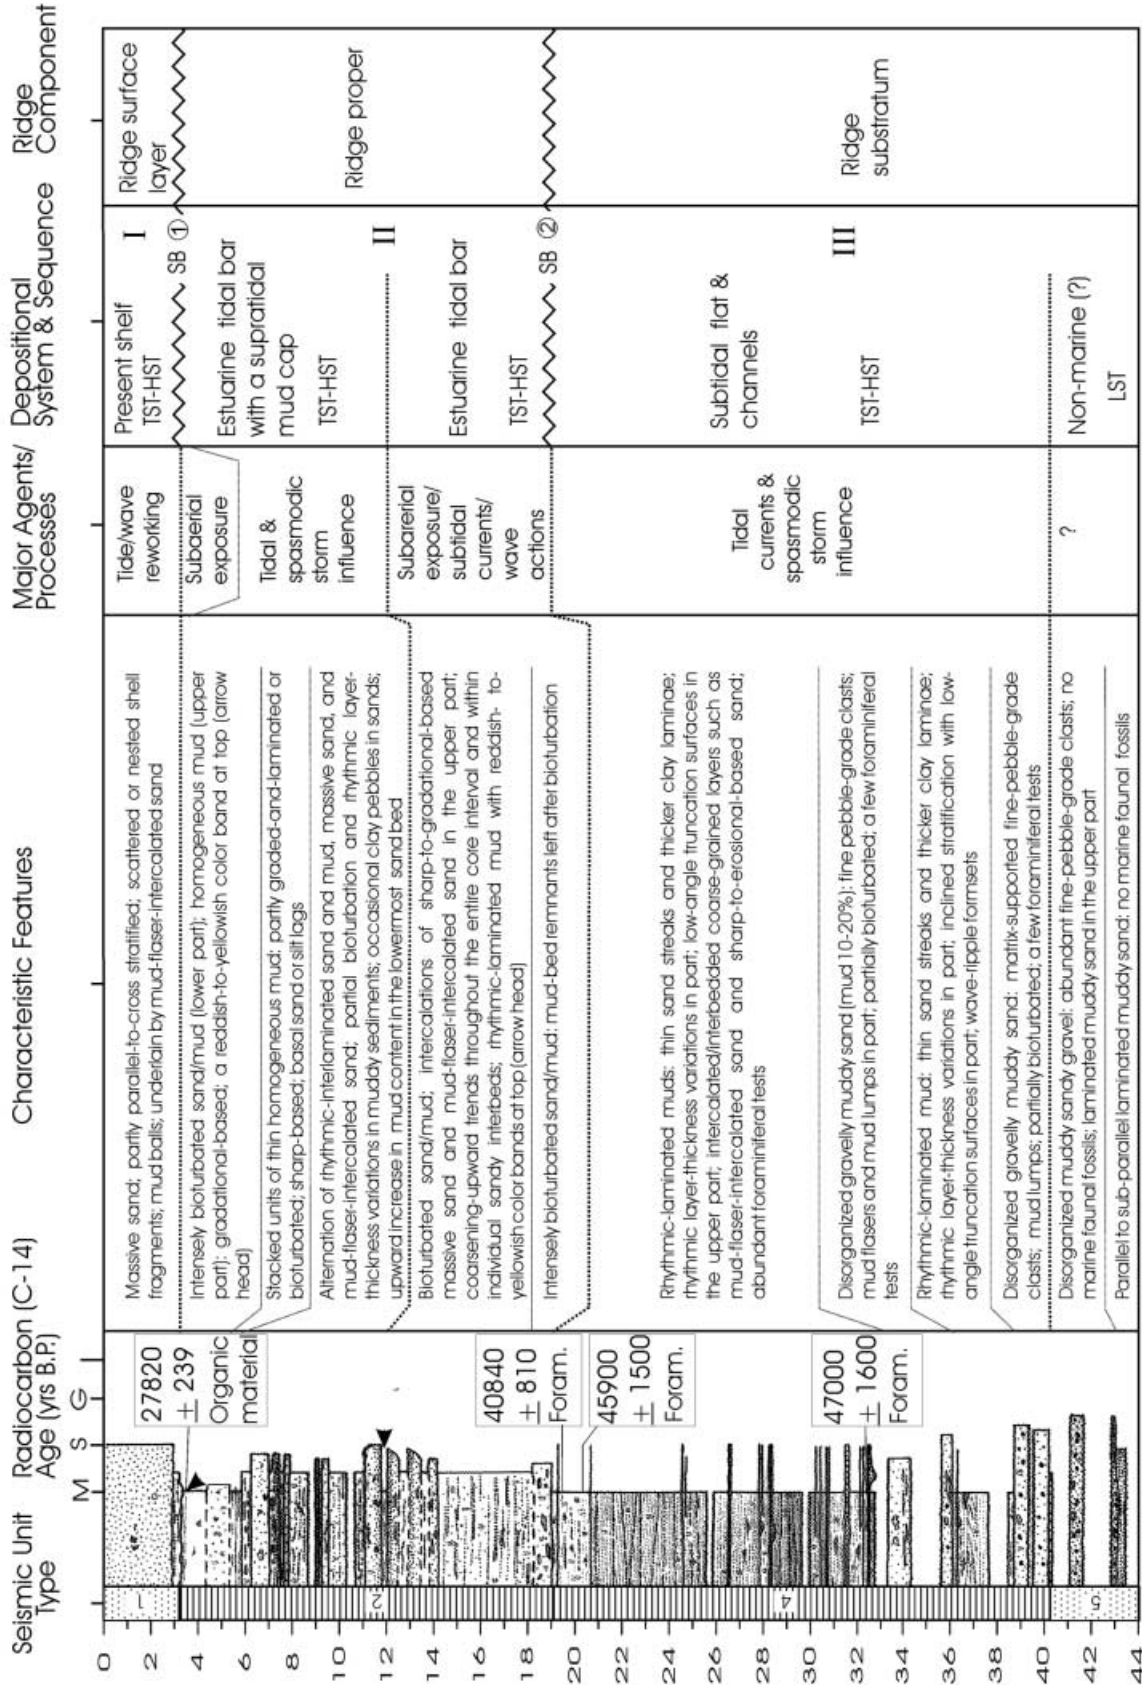 Seismic Unit
Type
Radiocarbon (C-14)
Age (yrs B.P.)
Characteristic Features
Major Agents/
Processes
Depositional
System & Sequence
Ridge
Component
M S G
0
2
4
6
8
10
12
14
16
18
20
22
24
26
28
30
32
34
36
38
40
42
44
1
2
4
5
27820
± 239
Organic
material
40840
± 810
Foram.
45900
± 1500
Foram.
47000
± 1600
Foram.
Massive sand; partly parallel-to-cross stratified; scattered or nested shell
fragments; mud balls; underlain by mud-flaser-intercalated sand
Intensely bioturbated sand/mud (lower part); homogeneous mud (upper
part); gradational-based; a reddish-to-yellowish color band at top (arrow
head)
Stacked units of thin homogeneous mud: partly graded-and-laminated or
bioturbated; sharp-based; basal sand or silt lags
Alternation of rhythmic-interlaminated sand and mud, massive sand, and
mud-flaser-intercalated sand; partial bioturbation and rhythmic layer-
thickness variations in muddy sediments; occasional clay pebbles in sands;
upward increase in mud content in the lowermost sand bed
Bioturbated sand/mud; intercalations of sharp-to-gradational-based
massive sand and mud-flaser-intercalated sand in the upper part;
coarsening-upward trends throughout the entire core interval and within
individual sandy interbeds; rhythmic-laminated mud with reddish- to-
yellowish color bands at top (arrow head)
Intensely bioturbated sand/mud: mud-bed remnants left after bioturbation
Rhythmic-laminated muds: thin sand streaks and thicker clay laminae;
rhythmic layer-thickness variations in part; low-angle truncation surfaces in
the upper part; intercalated/interbeded coarse-grained layers such as
mud-flaser-intercalated sand and sharp-to-erosional-based sand;
abundant foraminiferal tests
Disorganized gravelly muddy sand (mud 10-20%): fine pebble-grade clasts;
mud flasers and mud lumps in part; partially bioturbated; a few foraminiferal
tests
Rhythmic-laminated mud: thin sand streaks and thicker clay laminae;
rhythmic layer-thickness variations in part; inclined stratification with low-
angle truncation surfaces in part; wave-ripple formsets
Disorganized gravelly muddy sand: matrix-supported fine-pebble-grade
clasts; mud lumps; partially bioturbated; a few foraminiferal tests
Disorganized muddy sandy gravel: abundant fine-pebble-grade clasts; no
marine faunal fossils; laminated muddy sand in the upper part
Parallel to sub-parallel laminated muddy sand: no marine faunal fossils
Tide/wave
reworking
Subaerial
exposure
Tidal &
spasmodic
storm
influence
Subarerial
exposure/
subtidal
currents/
wave
actions
Tidal
currents &
spasmodic
storm
influence
?
Present shelf
TST-HST
I
SB ①
Estuarine tidal bar
with a supratidal
mud cap
TST-HST
II
Estuarine tidal bar
TST-HST
SB ②
Subtidal flat &
channels
TST-HST
III
Non-marine (?)
LST
Ridge surface
layer
Ridge proper
Ridge
substratum